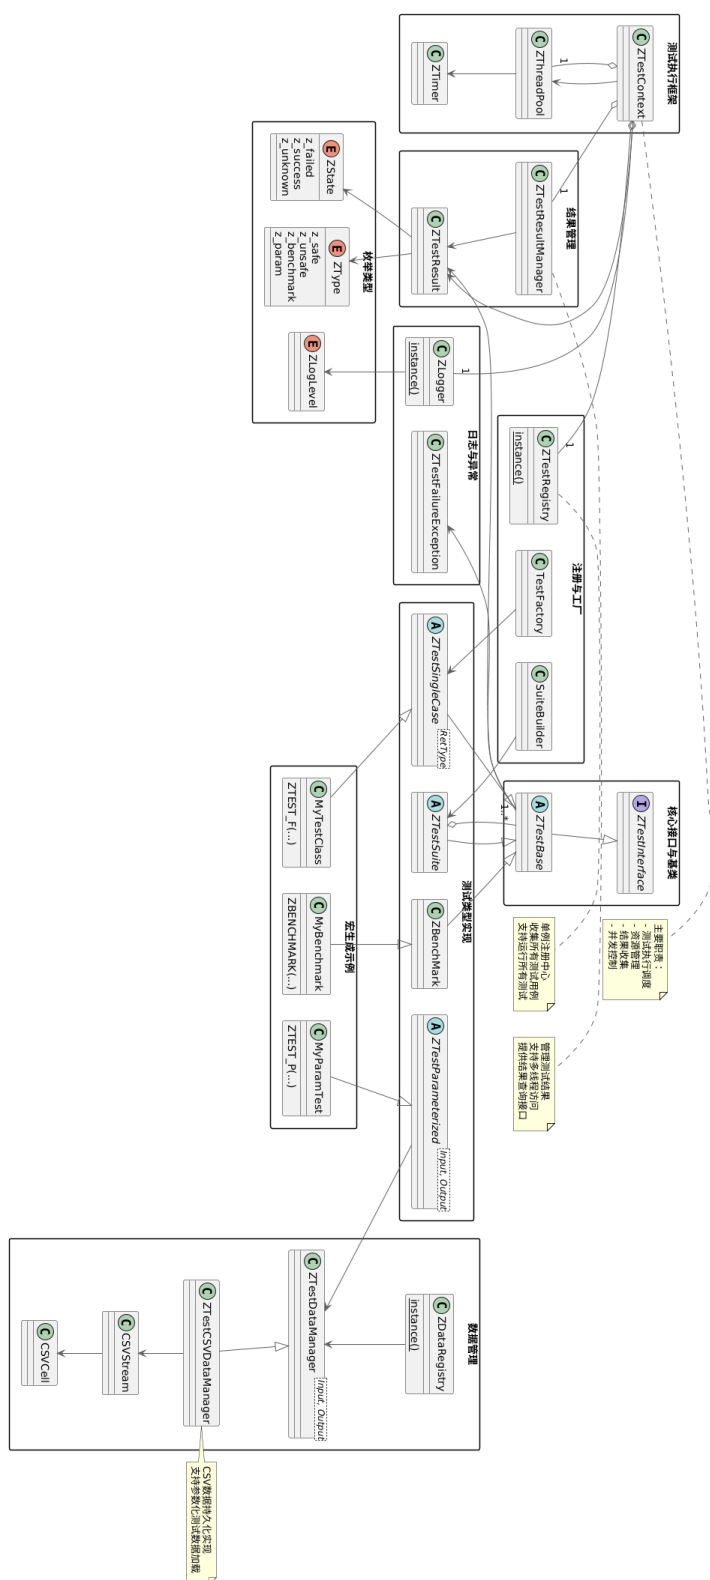 测试执行框架
ZTestContext
1
ZThreadPool
ZTimer
结果管理
1
ZTestResultManager
ZTestResult
枚举类型
ZState
z_failed
z_success
z_unknown
ZType
z_safe
z_unsafe
z_benchmark
z_param
ZLogLevel
日志与异常
1
ZLogger
instance()
ZTestFailureException
注册与工厂
1
ZTestRegistry
instance()
TestFactory
SuiteBuilder
核心接口与基类
ZTestInterface
ZTestBase
1..*
测试类型实现
ZTestSingleCase
RetType
ZTestSuite
ZBenchMark
ZTestParameterized
Input, Output
宏生成示例
MyTestClass
ZTEST_F(...)
MyBenchmark
ZBENCHMARK(...)
MyParamTest
ZTEST_P(...)
主要职责：
- 测试执行调度
- 资源管理
- 结果收集
- 并发控制
单例注册中心
收集所有测试用例
支持运行所有测试
管理测试结果
支持多线程访问
提供结果查询接口
数据管理
ZDataRegistry
instance()
ZTestDataManager
Input, Output
ZTestCSVDataManager
CSVStream
CSVCell
CSV数据持久化实现
支持参数化测试数据加载